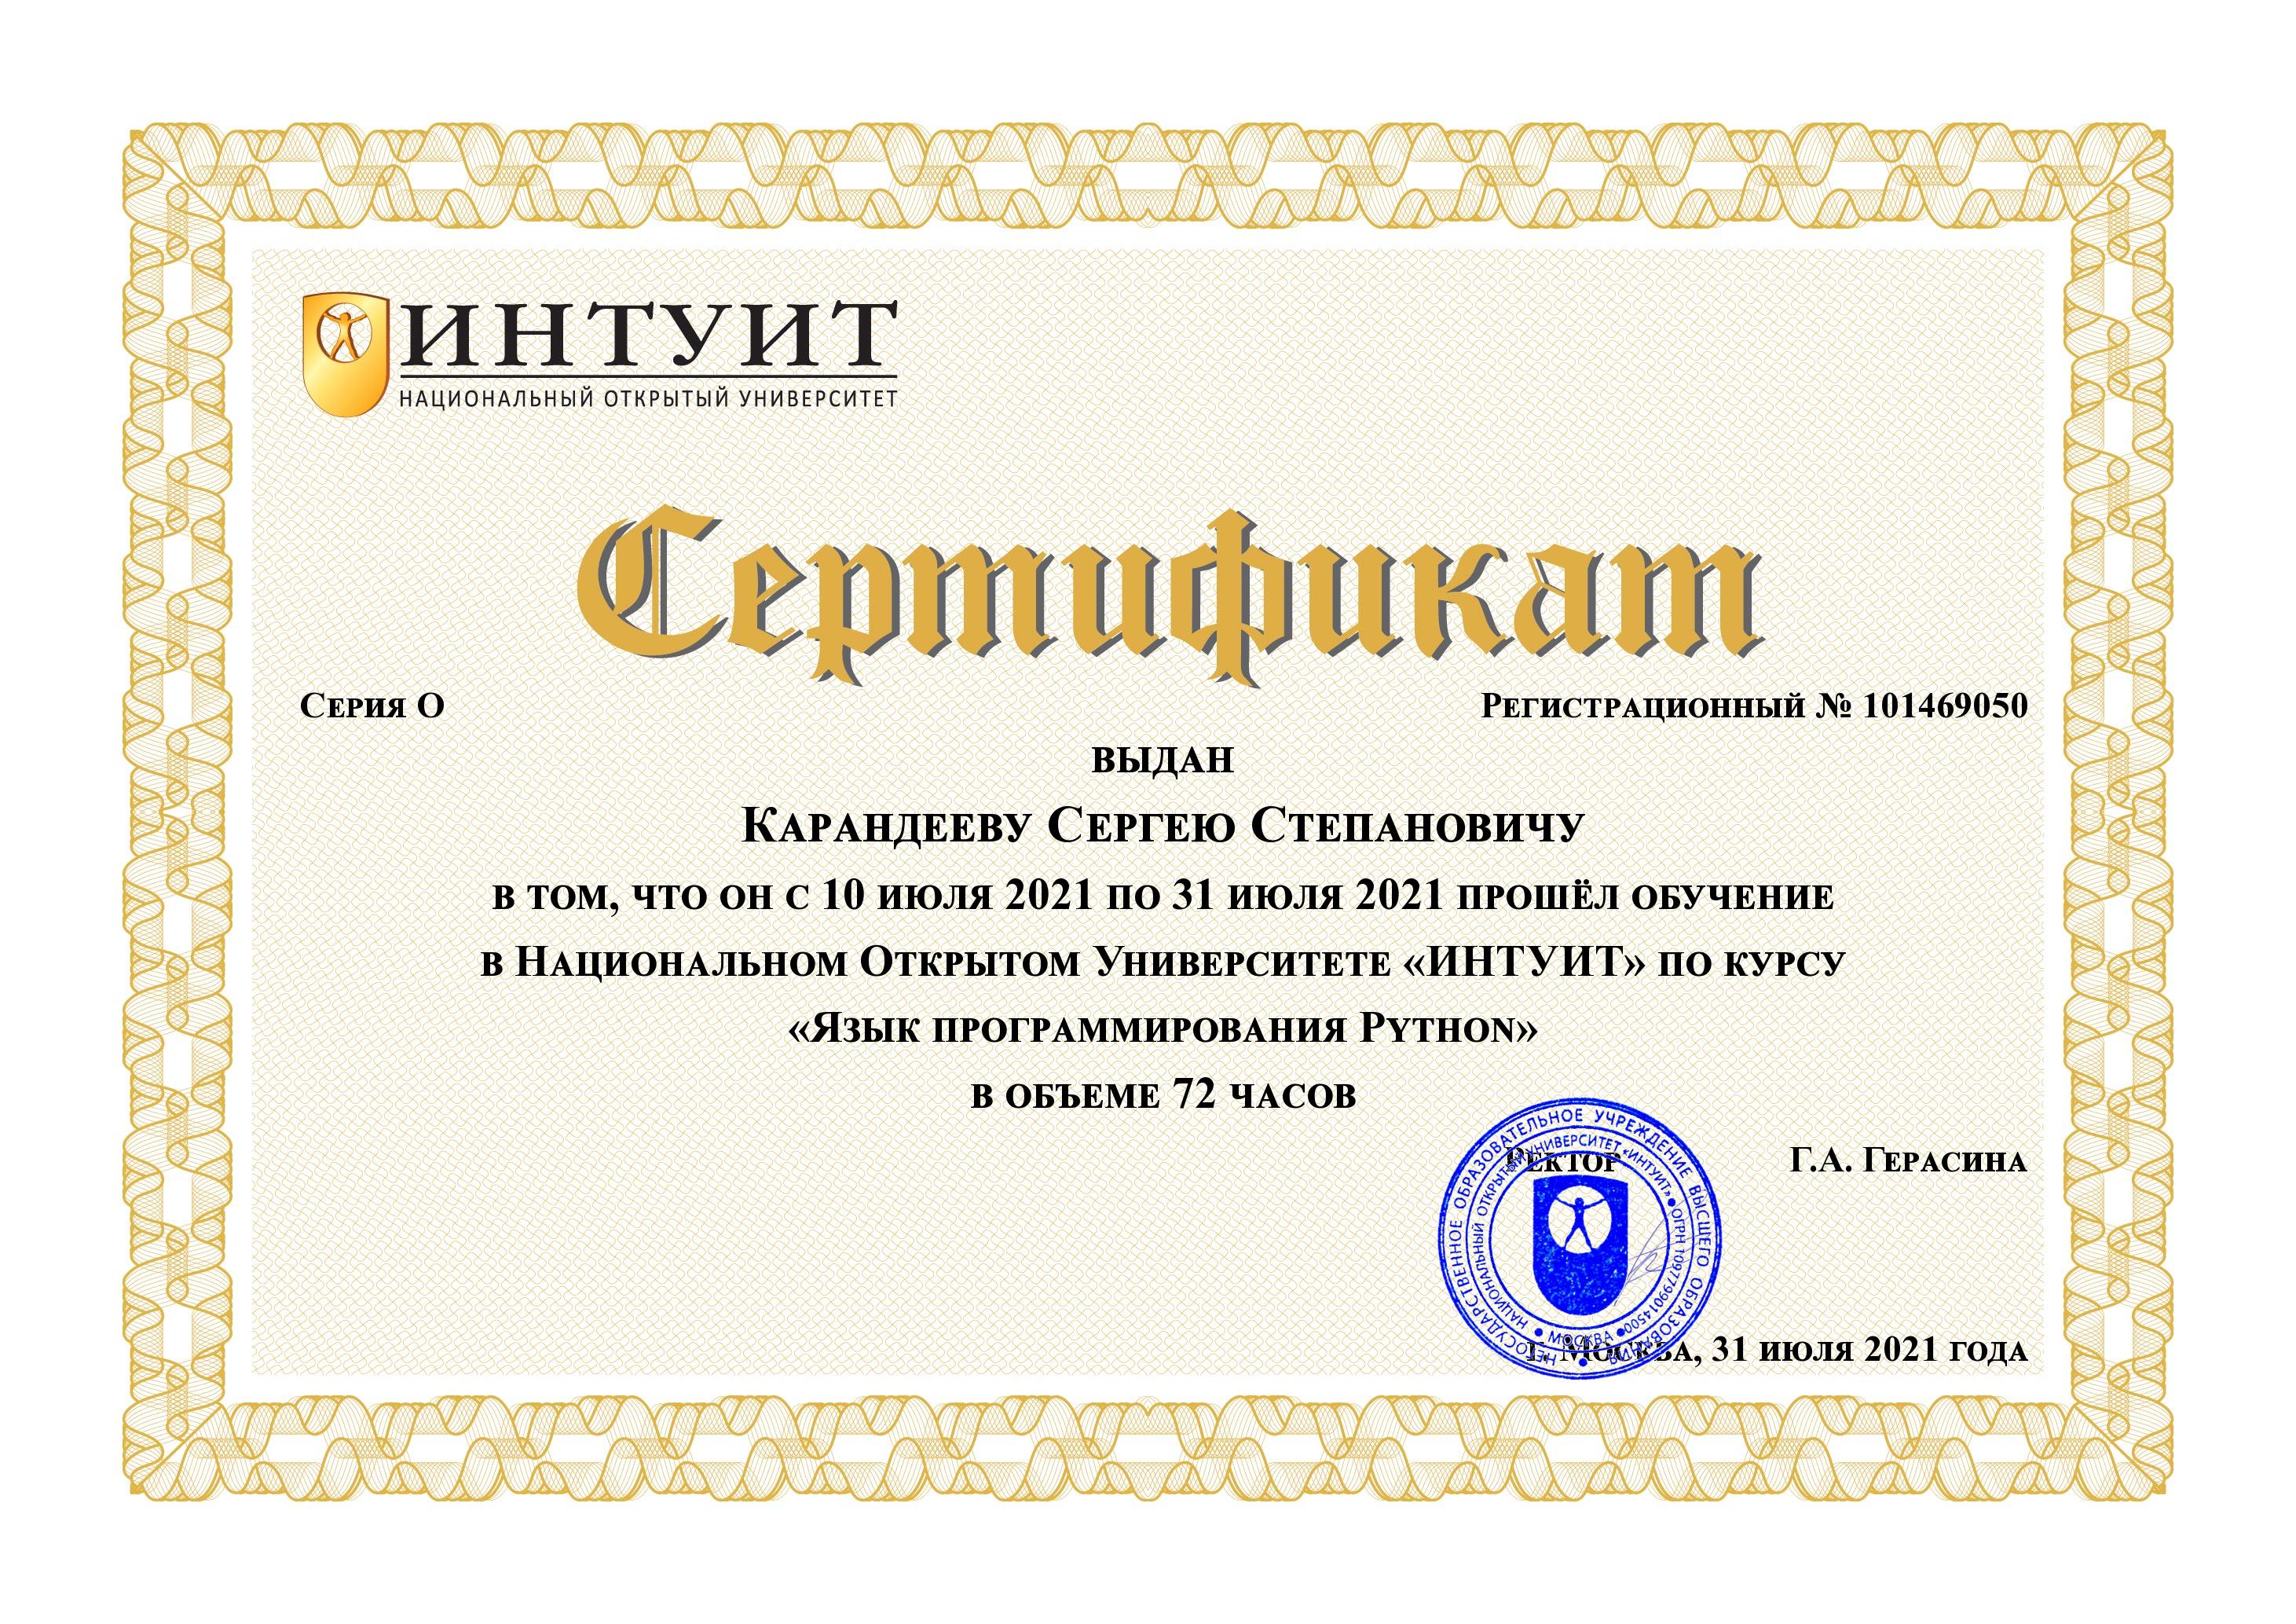 ИНТУИТ
НАЦИОНАЛЬНЫЙ ОТКРЫТЫЙ УНИВЕРСИТЕТ
Сертификат
Серия О
Регистрационный № 101469050
выдан
Карандееву Сергею Степановичу
в том, что он с 10 июля 2021 по 31 июля 2021 прошёл обучение
в Национальном Открытом Университете «ИНТУИТ» по курсу
«Язык программирования Python»
в объеме 72 часов
Ректор
Г.А. Герасина
НЕГОСУДАРСТВЕННОЕ ОБРАЗОВАТЕЛЬНОЕ УЧРЕЖДЕНИЕ ВЫСШЕГО ОБРАЗОВАНИЯ
НАЦИОНАЛЬНЫЙ ОТКРЫТЫЙ УНИВЕРСИТЕТ «ИНТУИТ» • ОГРН 1097799014500 •
МОСКВА
г. Москва, 31 июля 2021 года